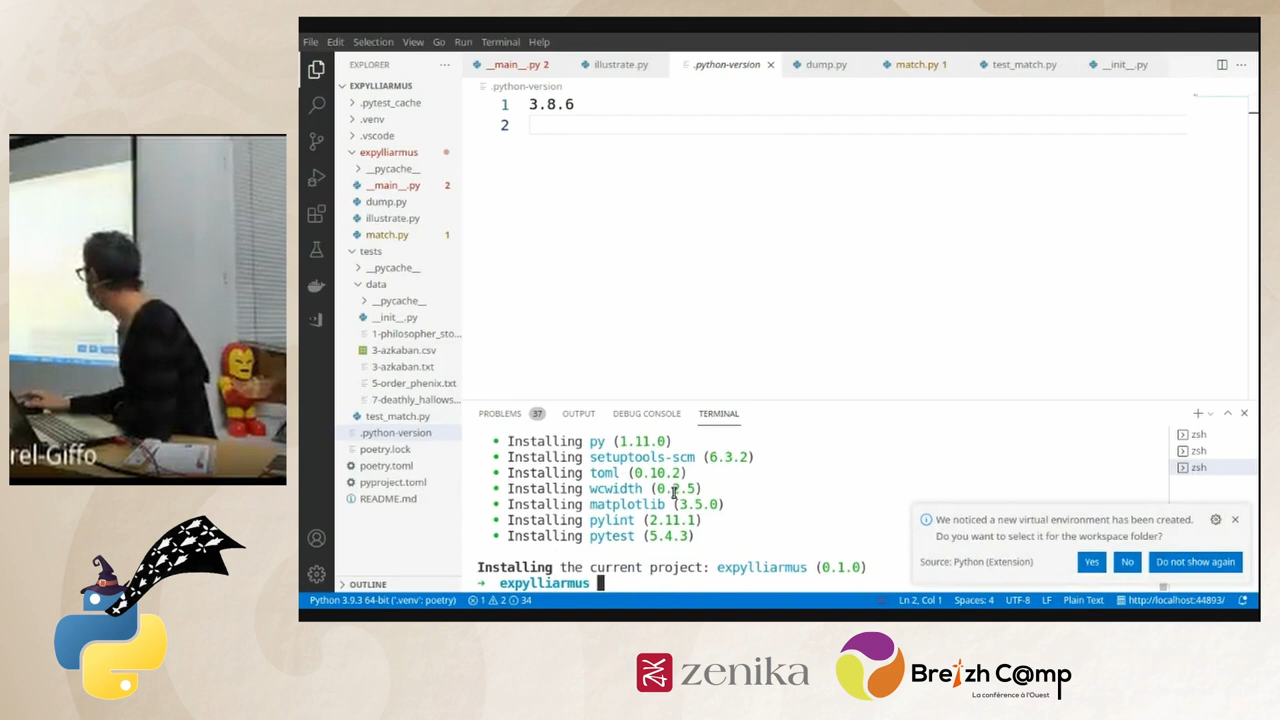 File Edit Selection View Go Run Terminal Help
EXPLORER ...
__main__.py 2 illustrate.py .python-version dump.py match.py 1 test_match.py __init__.py ...
EXPYLLIARMUS
.pytest_cache
.venv
.vscode
expylliarmus
__pycache__
__main__.py 2
dump.py
illustrate.py
match.py 1
tests
__pycache__
data
__pycache__
__init__.py
1-philosopher_sto...
3-azkaban.csv
3-azkaban.txt
5-order_phenix.txt
7-deathly_hallows...
test_match.py
.python-version
poetry.lock
poetry.toml
pyproject.toml
README.md
OUTLINE
.python-version
1 3.8.6
2
PROBLEMS 37 OUTPUT DEBUG CONSOLE TERMINAL
• Installing py (1.11.0)
• Installing setuptools-scm (6.3.2)
• Installing toml (0.10.2)
• Installing wcwidth (0.2.5)
• Installing matplotlib (3.5.0)
• Installing pylint (2.11.1)
• Installing pytest (5.4.3)
Installing the current project: expylliarmus (0.1.0)
→ expylliarmus
zsh
zsh
zsh
We noticed a new virtual environment has been created.
Do you want to select it for the workspace folder?
Source: Python (Extension) Yes No Do not show again
Python 3.9.3 64-bit ('.venv': poetry) 1 2 34 Ln 2, Col 1 Spaces: 4 UTF-8 LF Plain Text http://localhost:44893/
rel-Giffo
zenika
Breizh C@mp
La conférence à l'Ouest